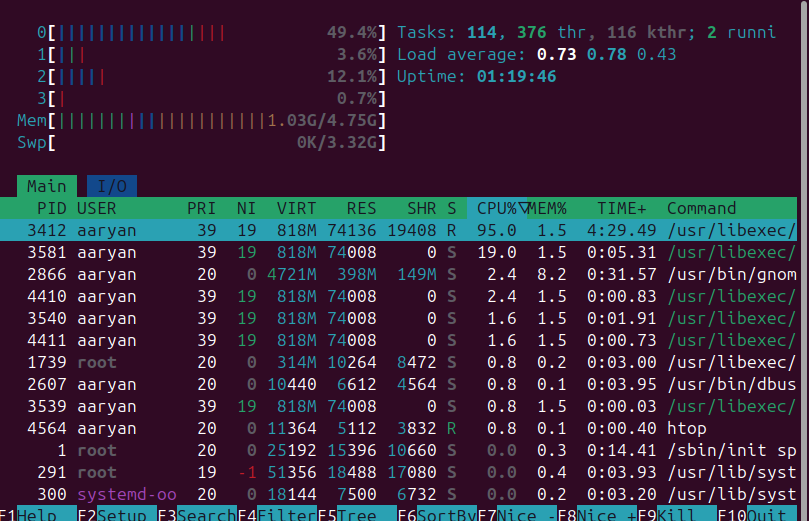 0[||||||||||||||||| 49.4%] Tasks: 114, 376 thr, 116 kthr; 2 runni
1[||| 3.6%] Load average: 0.73 0.78 0.43
2[||||| 12.1%] Uptime: 01:19:46
3[| 0.7%]
Mem[|||||||||||||||||||||1.03G/4.75G]
Swp[ 0K/3.32G]
Main I/O
PID USER PRI NI VIRT RES SHR S CPU%▽MEM% TIME+ Command
3412 aaryan 39 19 818M 74136 19408 R 95.0 1.5 4:29.49 /usr/libexec/
3581 aaryan 39 19 818M 74008 0 S 19.0 1.5 0:05.31 /usr/libexec/
2866 aaryan 20 0 4721M 398M 149M S 2.4 8.2 0:31.57 /usr/bin/gnom
4410 aaryan 39 19 818M 74008 0 S 2.4 1.5 0:00.83 /usr/libexec/
3540 aaryan 39 19 818M 74008 0 S 1.6 1.5 0:01.91 /usr/libexec/
4411 aaryan 39 19 818M 74008 0 S 1.6 1.5 0:00.73 /usr/libexec/
1739 root 20 0 314M 10264 8472 S 0.8 0.2 0:03.00 /usr/libexec/
2607 aaryan 20 0 10440 6612 4564 S 0.8 0.1 0:03.95 /usr/bin/dbus
3539 aaryan 39 19 818M 74008 0 S 0.8 1.5 0:00.03 /usr/libexec/
4564 aaryan 20 0 11364 5112 3832 R 0.8 0.1 0:00.40 htop
1 root 20 0 25192 15396 10660 S 0.0 0.3 0:14.41 /sbin/init sp
291 root 19 -1 51356 18488 17080 S 0.0 0.4 0:03.93 /usr/lib/syst
300 systemd-oo 20 0 18144 7500 6732 S 0.0 0.2 0:03.20 /usr/lib/syst
F1Help F2Setup F3SearchF4FilterF5Tree F6SortByF7Nice -F8Nice +F9Kill F10Quit